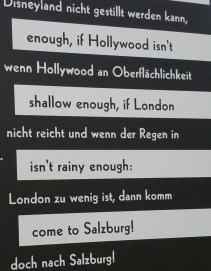 Disneyland nicht gestillt werden kann,
enough, if Hollywood isn't
wenn Hollywood an Oberflächlichkeit
shallow enough, if London
nicht reicht und wenn der Regen in
isn't rainy enough:
London zu wenig ist, dann komm
come to Salzburg!
doch nach Salzburg!